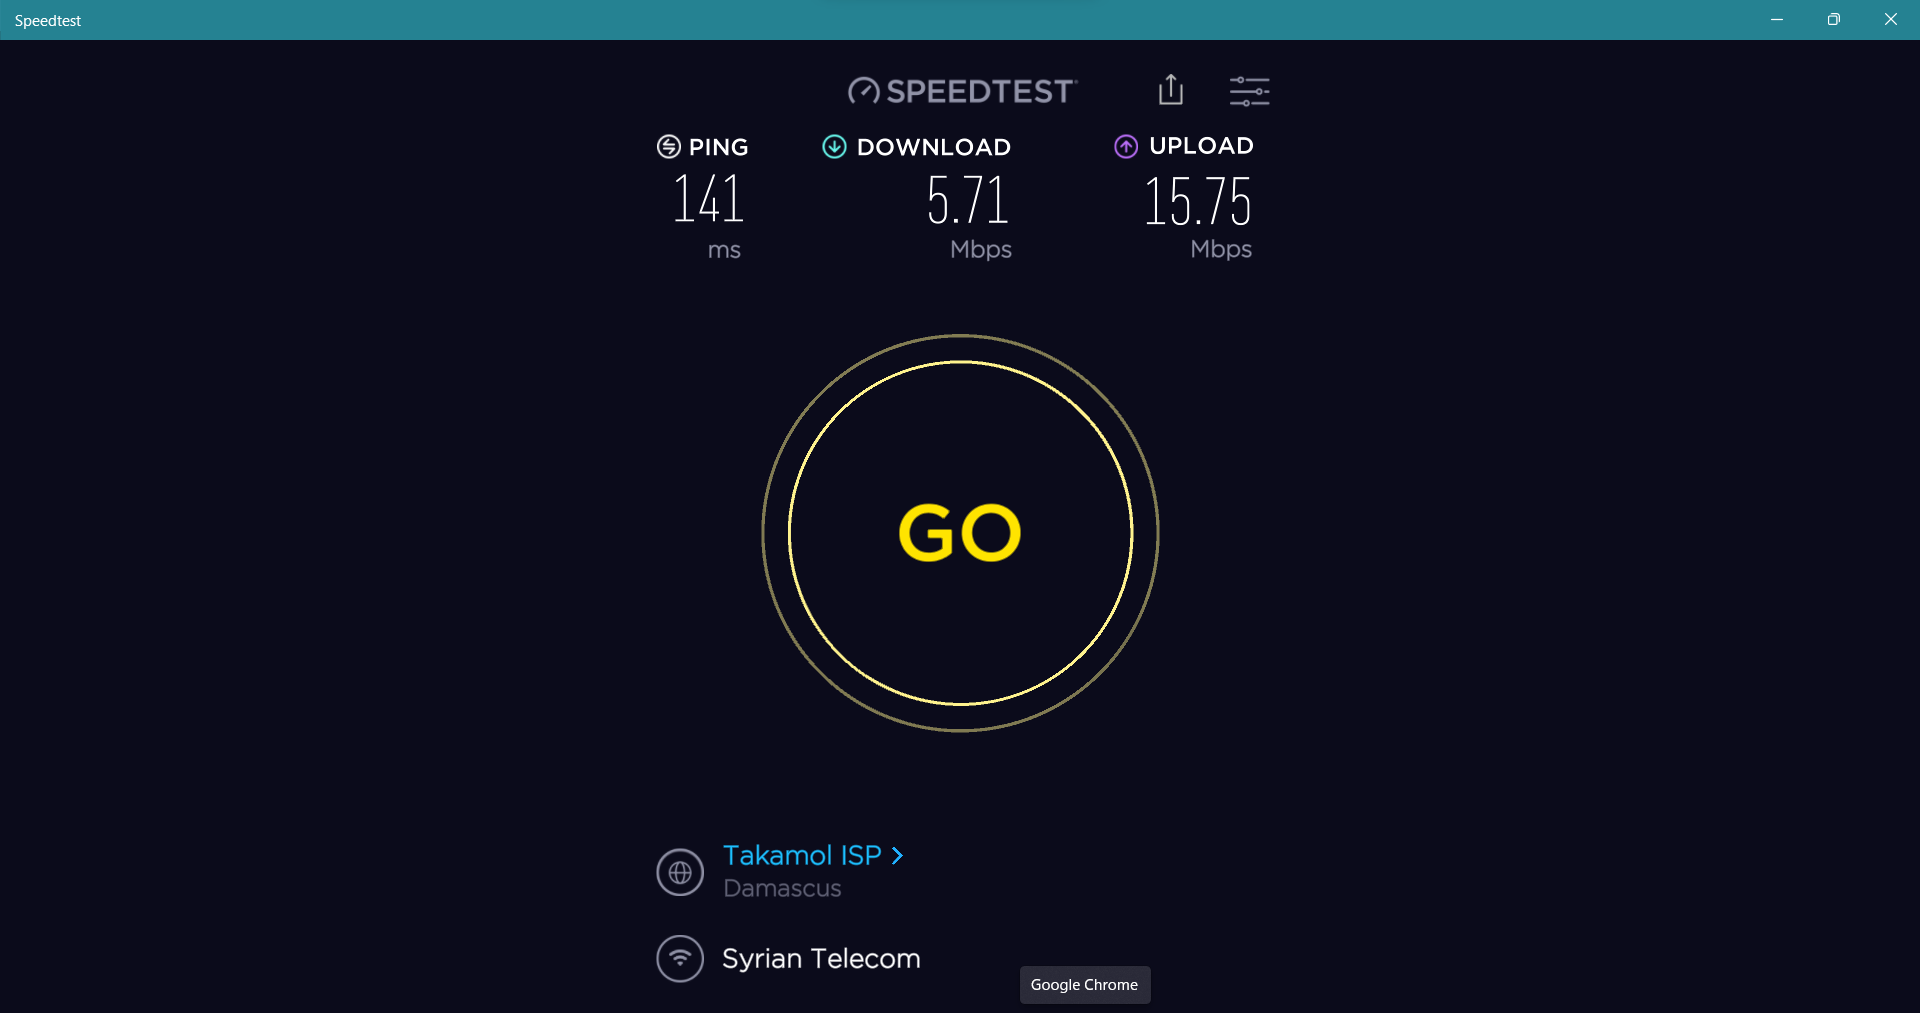 Speedtest
SPEEDTEST
PING DOWNLOAD UPLOAD
141 5.71 15.75
ms Mbps Mbps
GO
Takamol ISP
Damascus
Syrian Telecom
Google Chrome